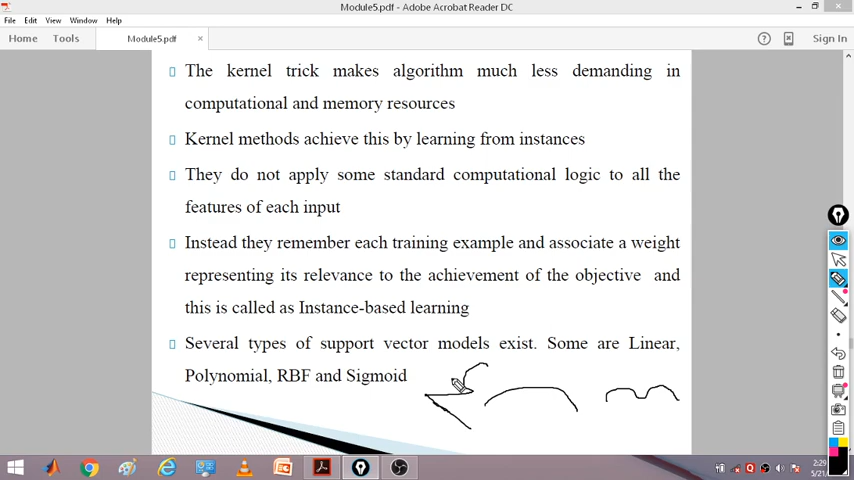 Module5.pdf - Adobe Acrobat Reader DC
File Edit View Window Help
Home Tools Module5.pdf × Sign In
The kernel trick makes algorithm much less demanding in
computational and memory resources
Kernel methods achieve this by learning from instances
They do not apply some standard computational logic to all the
features of each input
Instead they remember each training example and associate a weight
representing its relevance to the achievement of the objective and
this is called as Instance-based learning
Several types of support vector models exist. Some are Linear,
Polynomial, RBF and Sigmoid